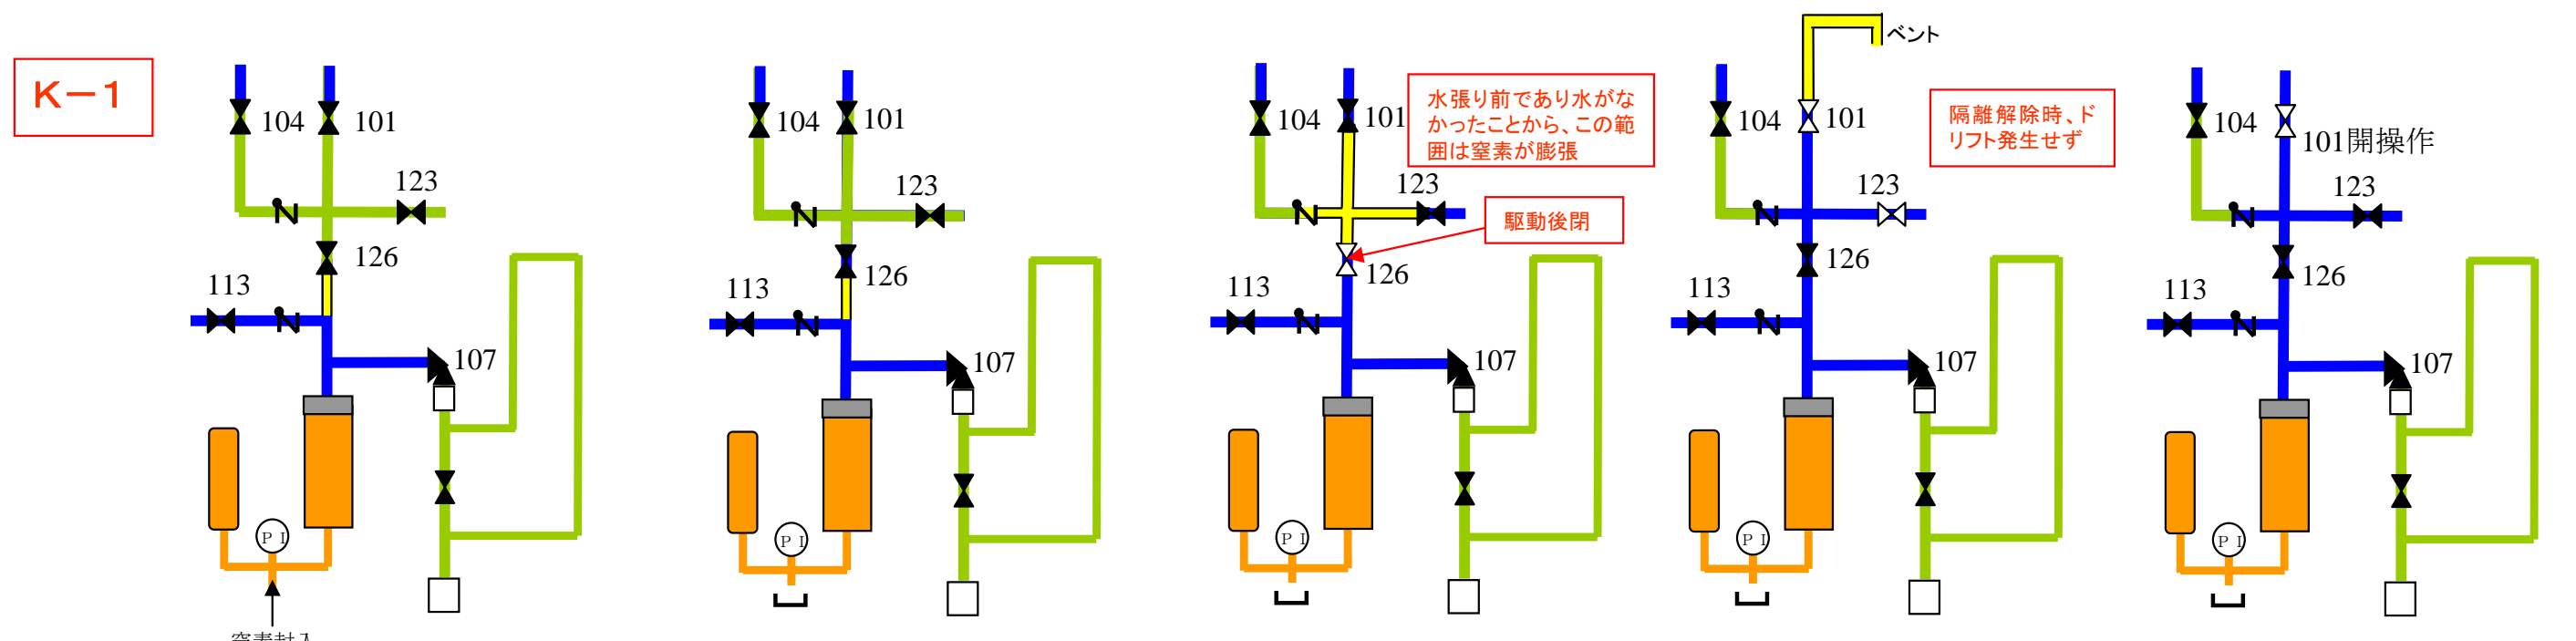 K－1
104
101
123
126
113
107
P I
窒素封入
104
101
123
126
113
107
P I
104
101
水張り前であり水がな
かったことから、この範
囲は窒素が膨張
123
駆動後閉
126
113
107
P I
ベント
104
101
隔離解除時、ド
リフト発生せず
123
126
113
107
P I
104
101開操作
123
126
113
107
P I